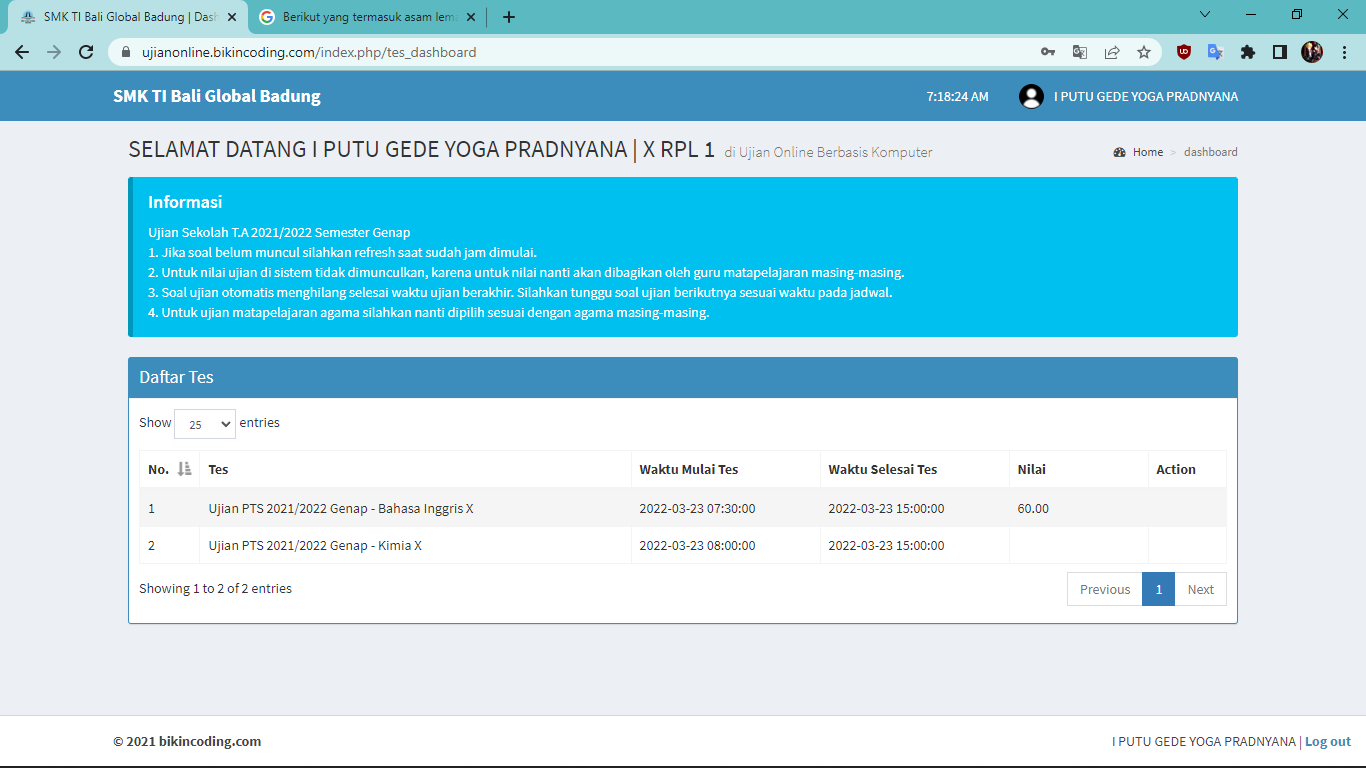 SMK TI Bali Global Badung | Dash
Berikut yang termasuk asam lema
ujianonline.bikincoding.com/index.php/tes_dashboard
SMK TI Bali Global Badung
7:18:24 AM
I PUTU GEDE YOGA PRADNYANA
SELAMAT DATANG I PUTU GEDE YOGA PRADNYANA | X RPL 1 di Ujian Online Berbasis Komputer
Home > dashboard
Informasi
Ujian Sekolah T.A 2021/2022 Semester Genap
1. Jika soal belum muncul silahkan refresh saat sudah jam dimulai.
2. Untuk nilai ujian di sistem tidak dimunculkan, karena untuk nilai nanti akan dibagikan oleh guru matapelajaran masing-masing.
3. Soal ujian otomatis menghilang selesai waktu ujian berakhir. Silahkan tunggu soal ujian berikutnya sesuai waktu pada jadwal.
4. Untuk ujian matapelajaran agama silahkan nanti dipilih sesuai dengan agama masing-masing.
Daftar Tes
Show 25 entries
No. Tes Waktu Mulai Tes Waktu Selesai Tes Nilai Action
1 Ujian PTS 2021/2022 Genap - Bahasa Inggris X 2022-03-23 07:30:00 2022-03-23 15:00:00 60.00
2 Ujian PTS 2021/2022 Genap - Kimia X 2022-03-23 08:00:00 2022-03-23 15:00:00
Showing 1 to 2 of 2 entries
Previous 1 Next
© 2021 bikincoding.com
I PUTU GEDE YOGA PRADNYANA | Log out